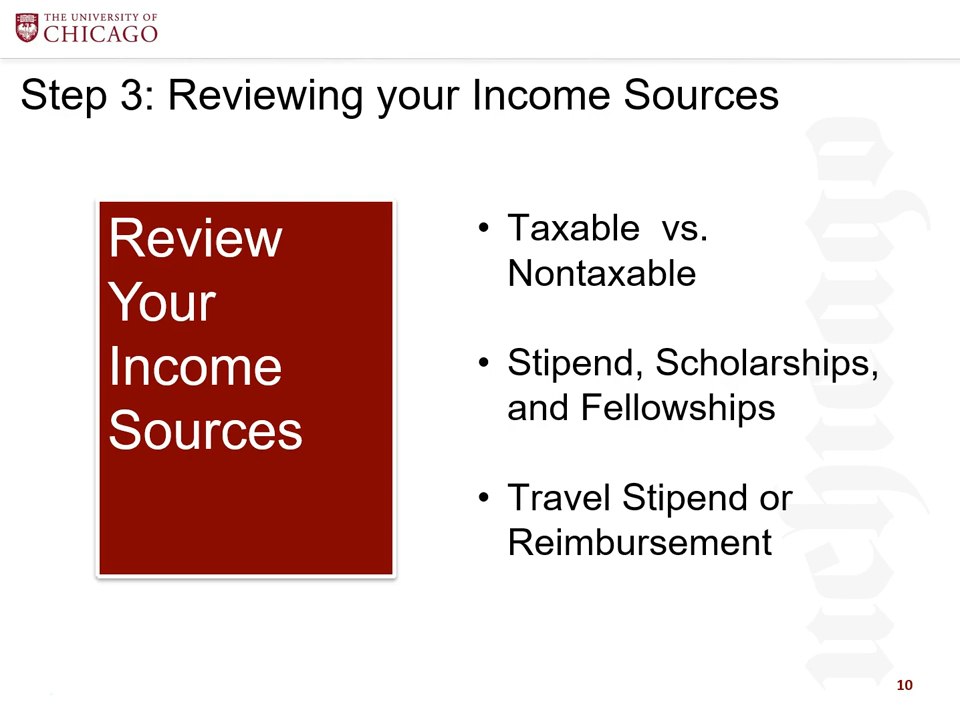 THE UNIVERSITY OF
CHICAGO
Step 3: Reviewing your Income Sources
Review
Your
Income
Sources
• Taxable  vs.
Nontaxable
• Stipend, Scholarships,
and Fellowships
• Travel Stipend or
Reimbursement
uchicago
10